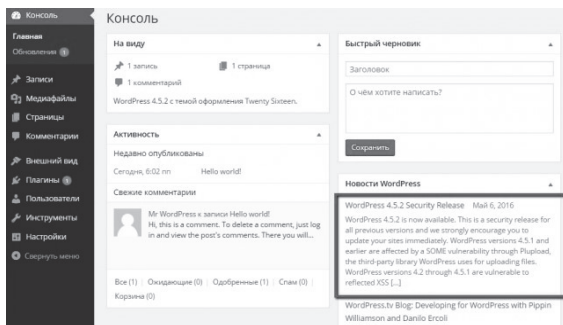 Консоль
Главная
Обновления 1
Записи
Медиафайлы
Страницы
Комментарии
Внешний вид
Плагины 1
Пользователи
Инструменты
Настройки
Свернуть меню
Консоль
На виду
1 запись
1 страница
1 комментарий
WordPress 4.5.2 с темой оформления Twenty Sixteen.
Активность
Недавно опубликованы
Сегодня, 6:02 пп Hello world!
Свежие комментарии
Mr WordPress к записи Hello world!
Hi, this is a comment. To delete a comment, just log
in and view the post's comments. There you will...
Все (1) | Ожидающие (0) | Одобренные (1) | Спам (0) |
Корзина (0)
Быстрый черновик
Заголовок
О чём хотите написать?
Сохранить
Новости WordPress
WordPress 4.5.2 Security Release Май 6, 2016
WordPress 4.5.2 is now available. This is a security release for
all previous versions and we strongly encourage you to
update your sites immediately. WordPress versions 4.5.1 and
earlier are affected by a SOME vulnerability through Plupload,
the third-party library WordPress uses for uploading files.
WordPress versions 4.2 through 4.5.1 are vulnerable to
reflected XSS [...]
WordPress.tv Blog: Developing for WordPress with Pippin
Williamson and Danilo Ercoli